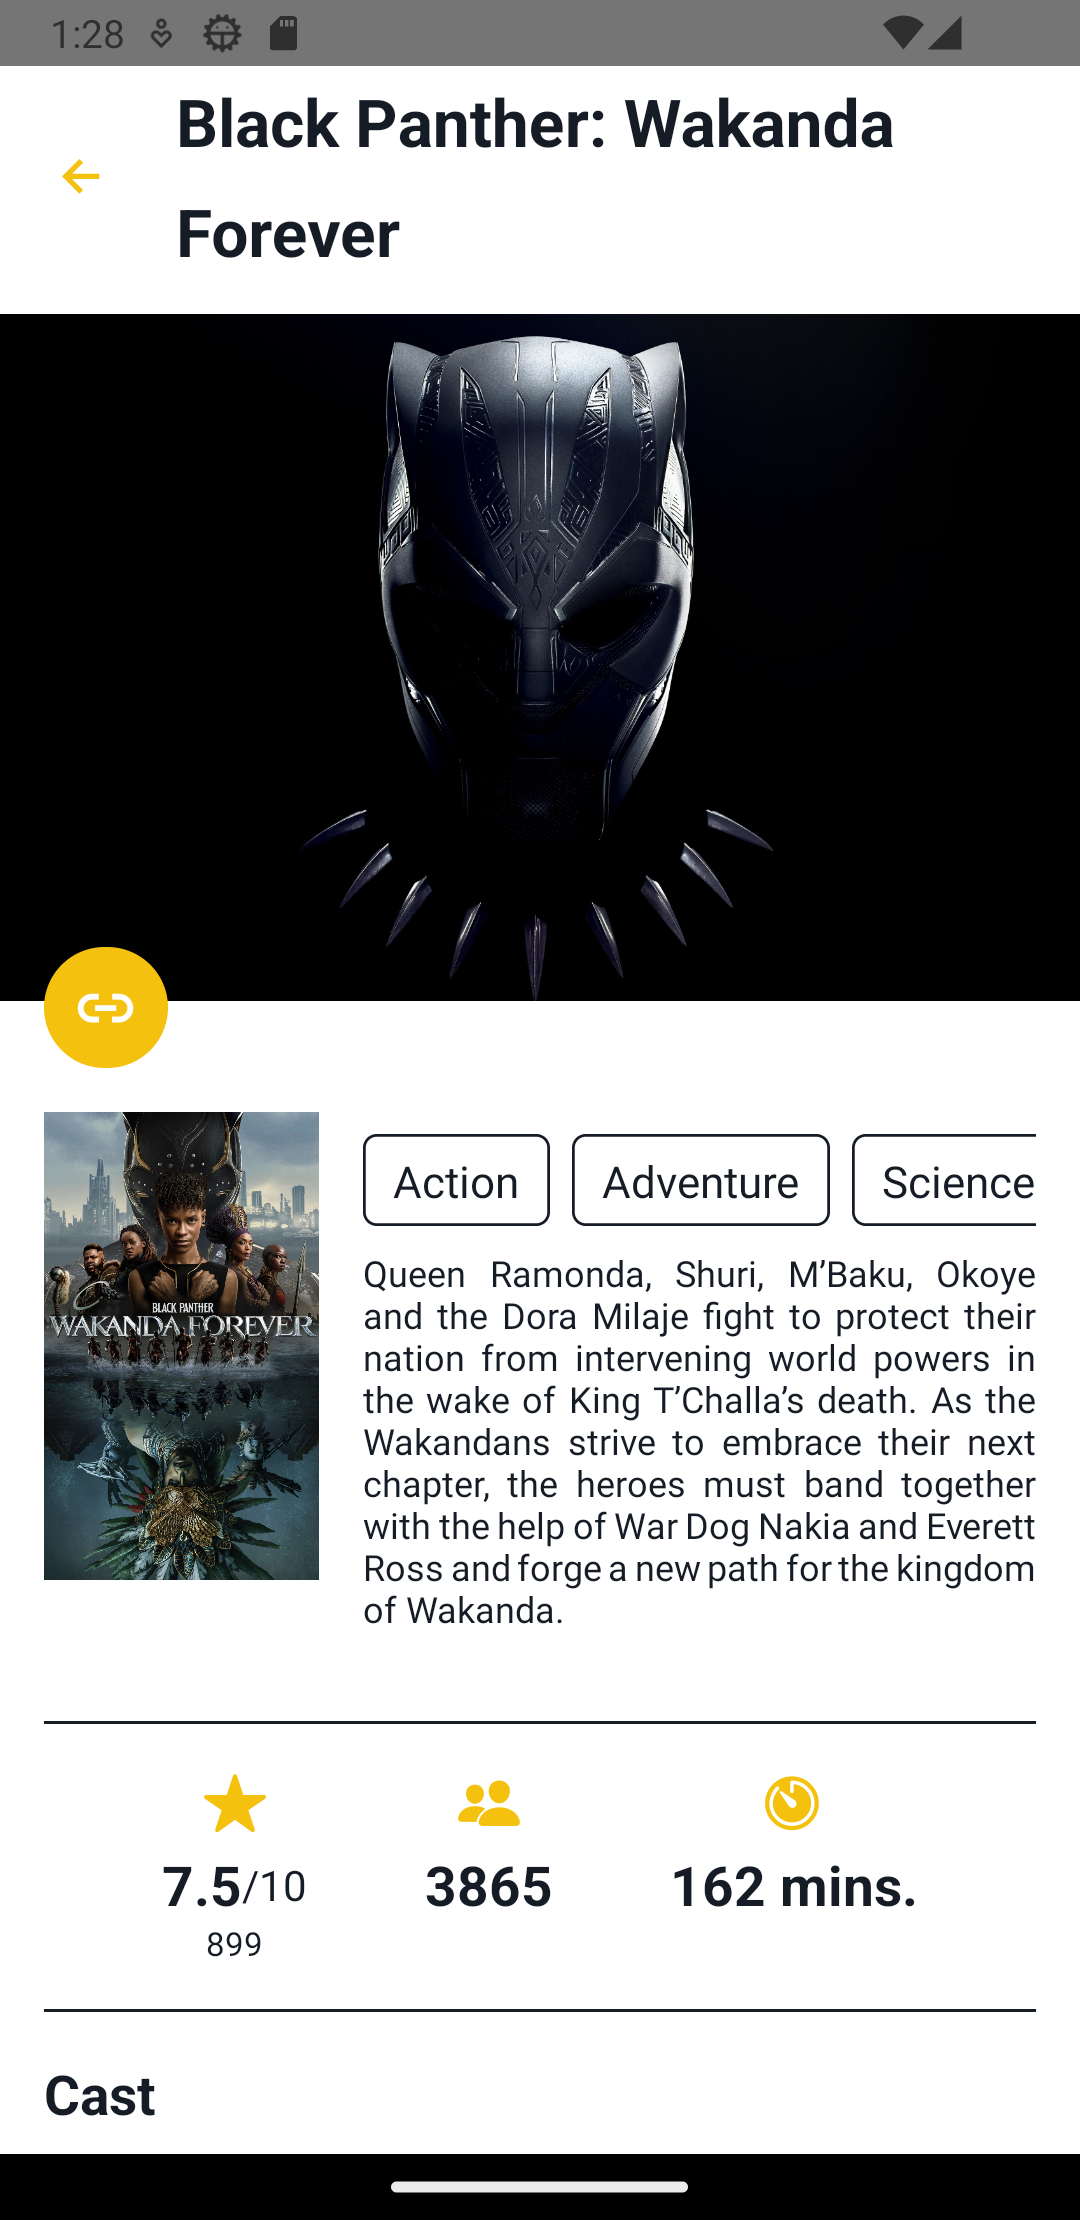 1:28
Black Panther: Wakanda
Forever
BLACK PANTHER
WAKANDA FOREVER
Action
Adventure
Science
Queen Ramonda, Shuri, M’Baku, Okoye
and the Dora Milaje fight to protect their
nation from intervening world powers in
the wake of King T’Challa’s death. As the
Wakandans strive to embrace their next
chapter, the heroes must band together
with the help of War Dog Nakia and Everett
Ross and forge a new path for the kingdom
of Wakanda.
7.5/10
899
3865
162 mins.
Cast